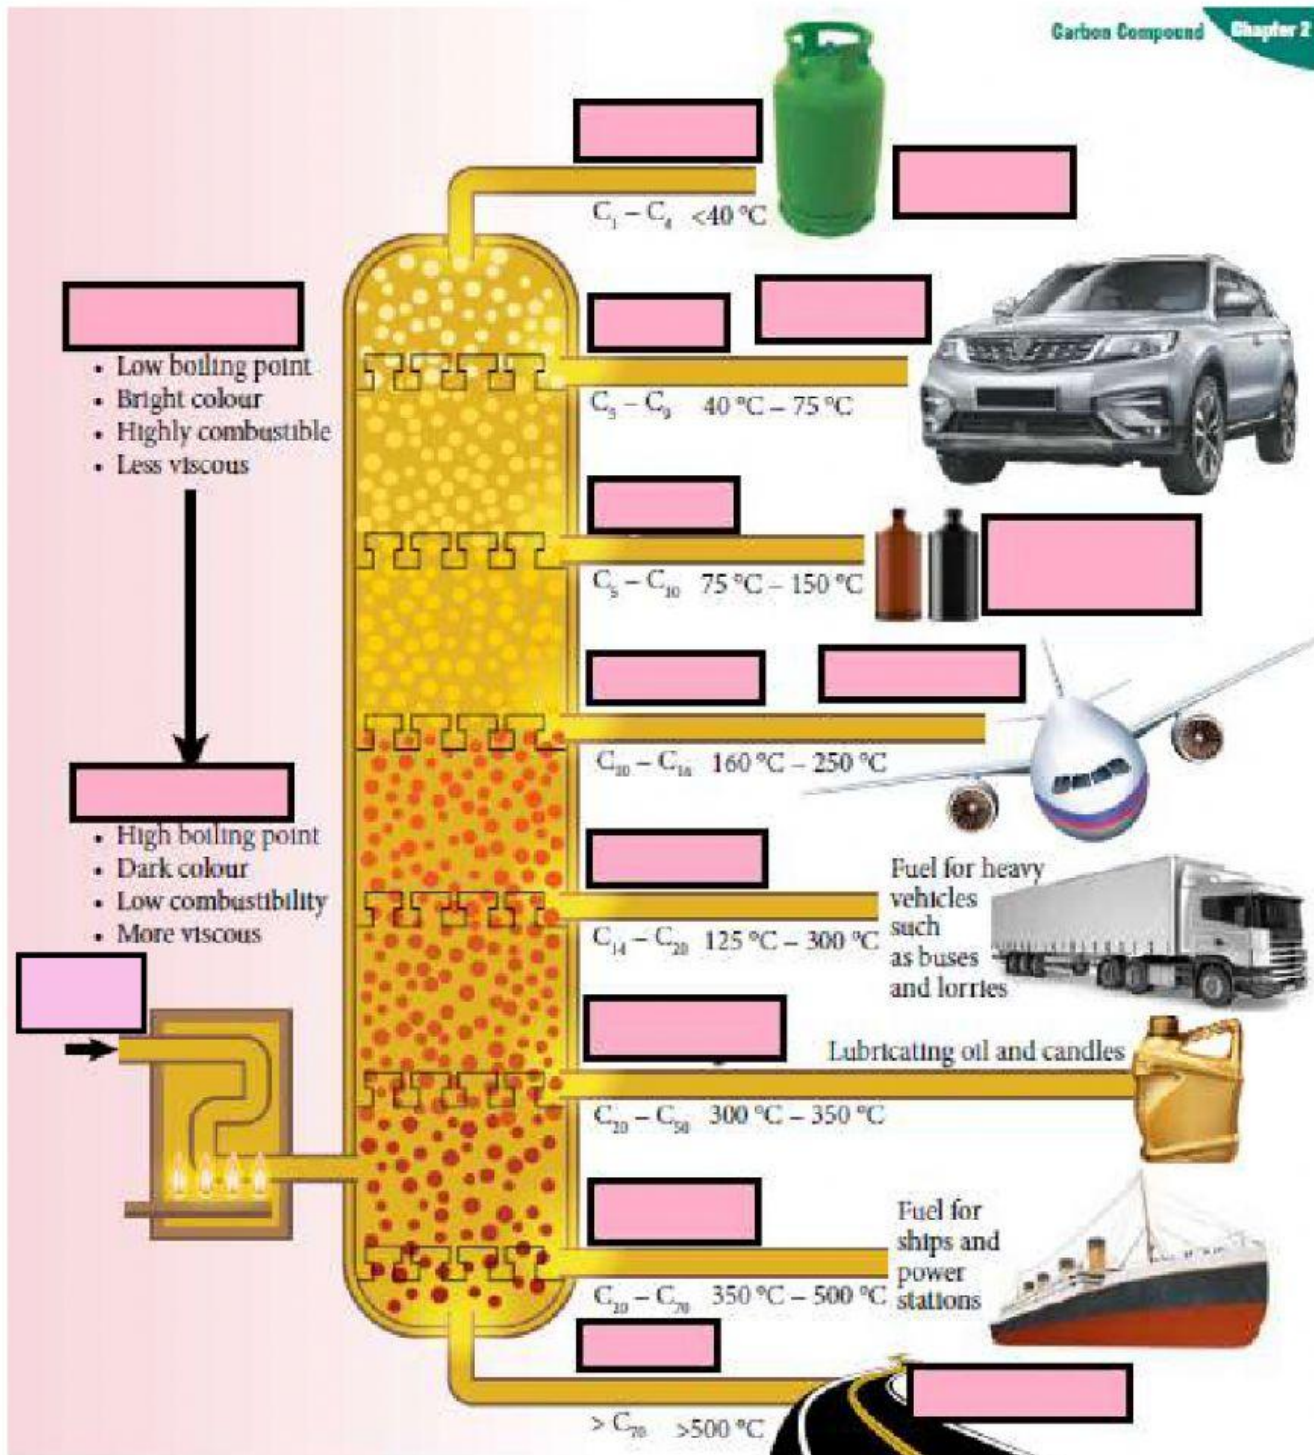 Carbon Compound Chapter 2
C₁ – C₄ <40 °C
• Low boiling point
• Bright colour
• Highly combustible
• Less viscous
C₅ – C₉ 40 °C – 75 °C
C₅ – C₁₀ 75 °C – 150 °C
C₁₀ – C₁₆ 160 °C – 250 °C
• High boiling point
• Dark colour
• Low combustibility
• More viscous
Fuel for heavy
vehicles
such
as buses
and lorries
C₁₄ – C₂₀ 125 °C – 300 °C
Lubricating oil and candles
C₂₀ – C₅₀ 300 °C – 350 °C
Fuel for
ships and
power
stations
C₂₀ – C₇₀ 350 °C – 500 °C
> C₇₀ >500 °C